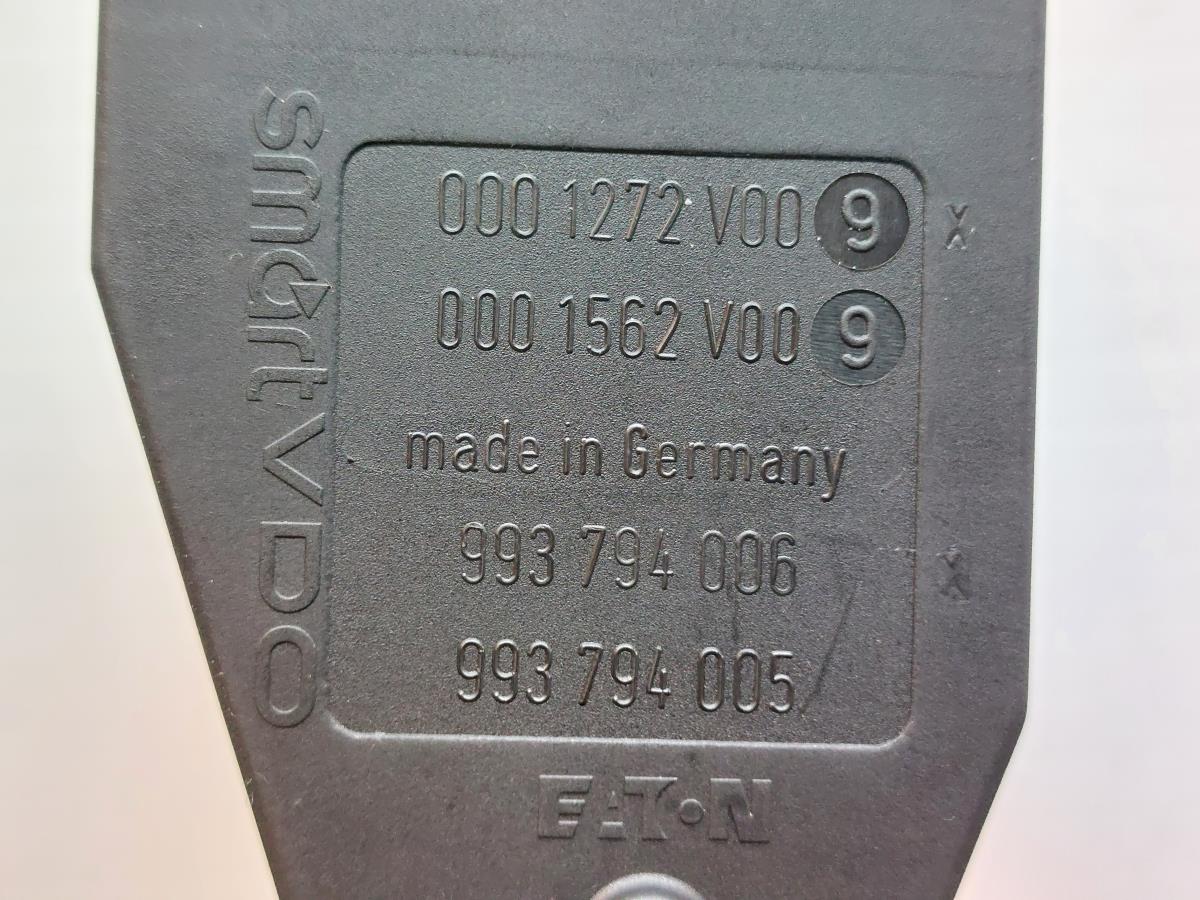 smart VDO
000 1272 V00 9 X
000 1562 V00 9
made in Germany
993 794 006 X
993 794 005
EATON